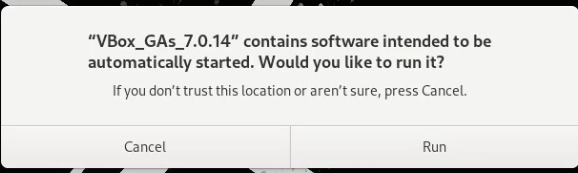 “VBox_GAs_7.0.14” contains software intended to be
automatically started. Would you like to run it?
If you don’t trust this location or aren’t sure, press Cancel.
Cancel
Run